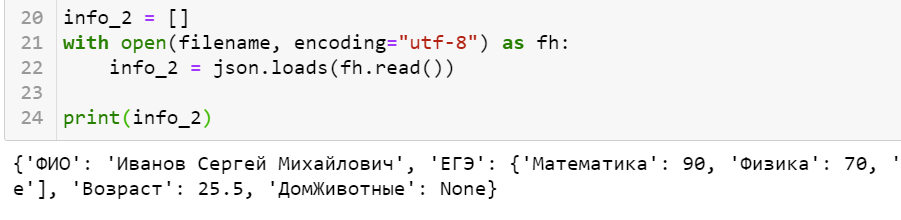 20 info_2 = []
21 with open(filename, encoding="utf-8") as fh:
22     info_2 = json.loads(fh.read())
23
24 print(info_2)
{'ФИО': 'Иванов Сергей Михайлович', 'ЕГЭ': {'Математика': 90, 'Физика': 70, '
е'], 'Возраст': 25.5, 'ДомЖивотные': None}